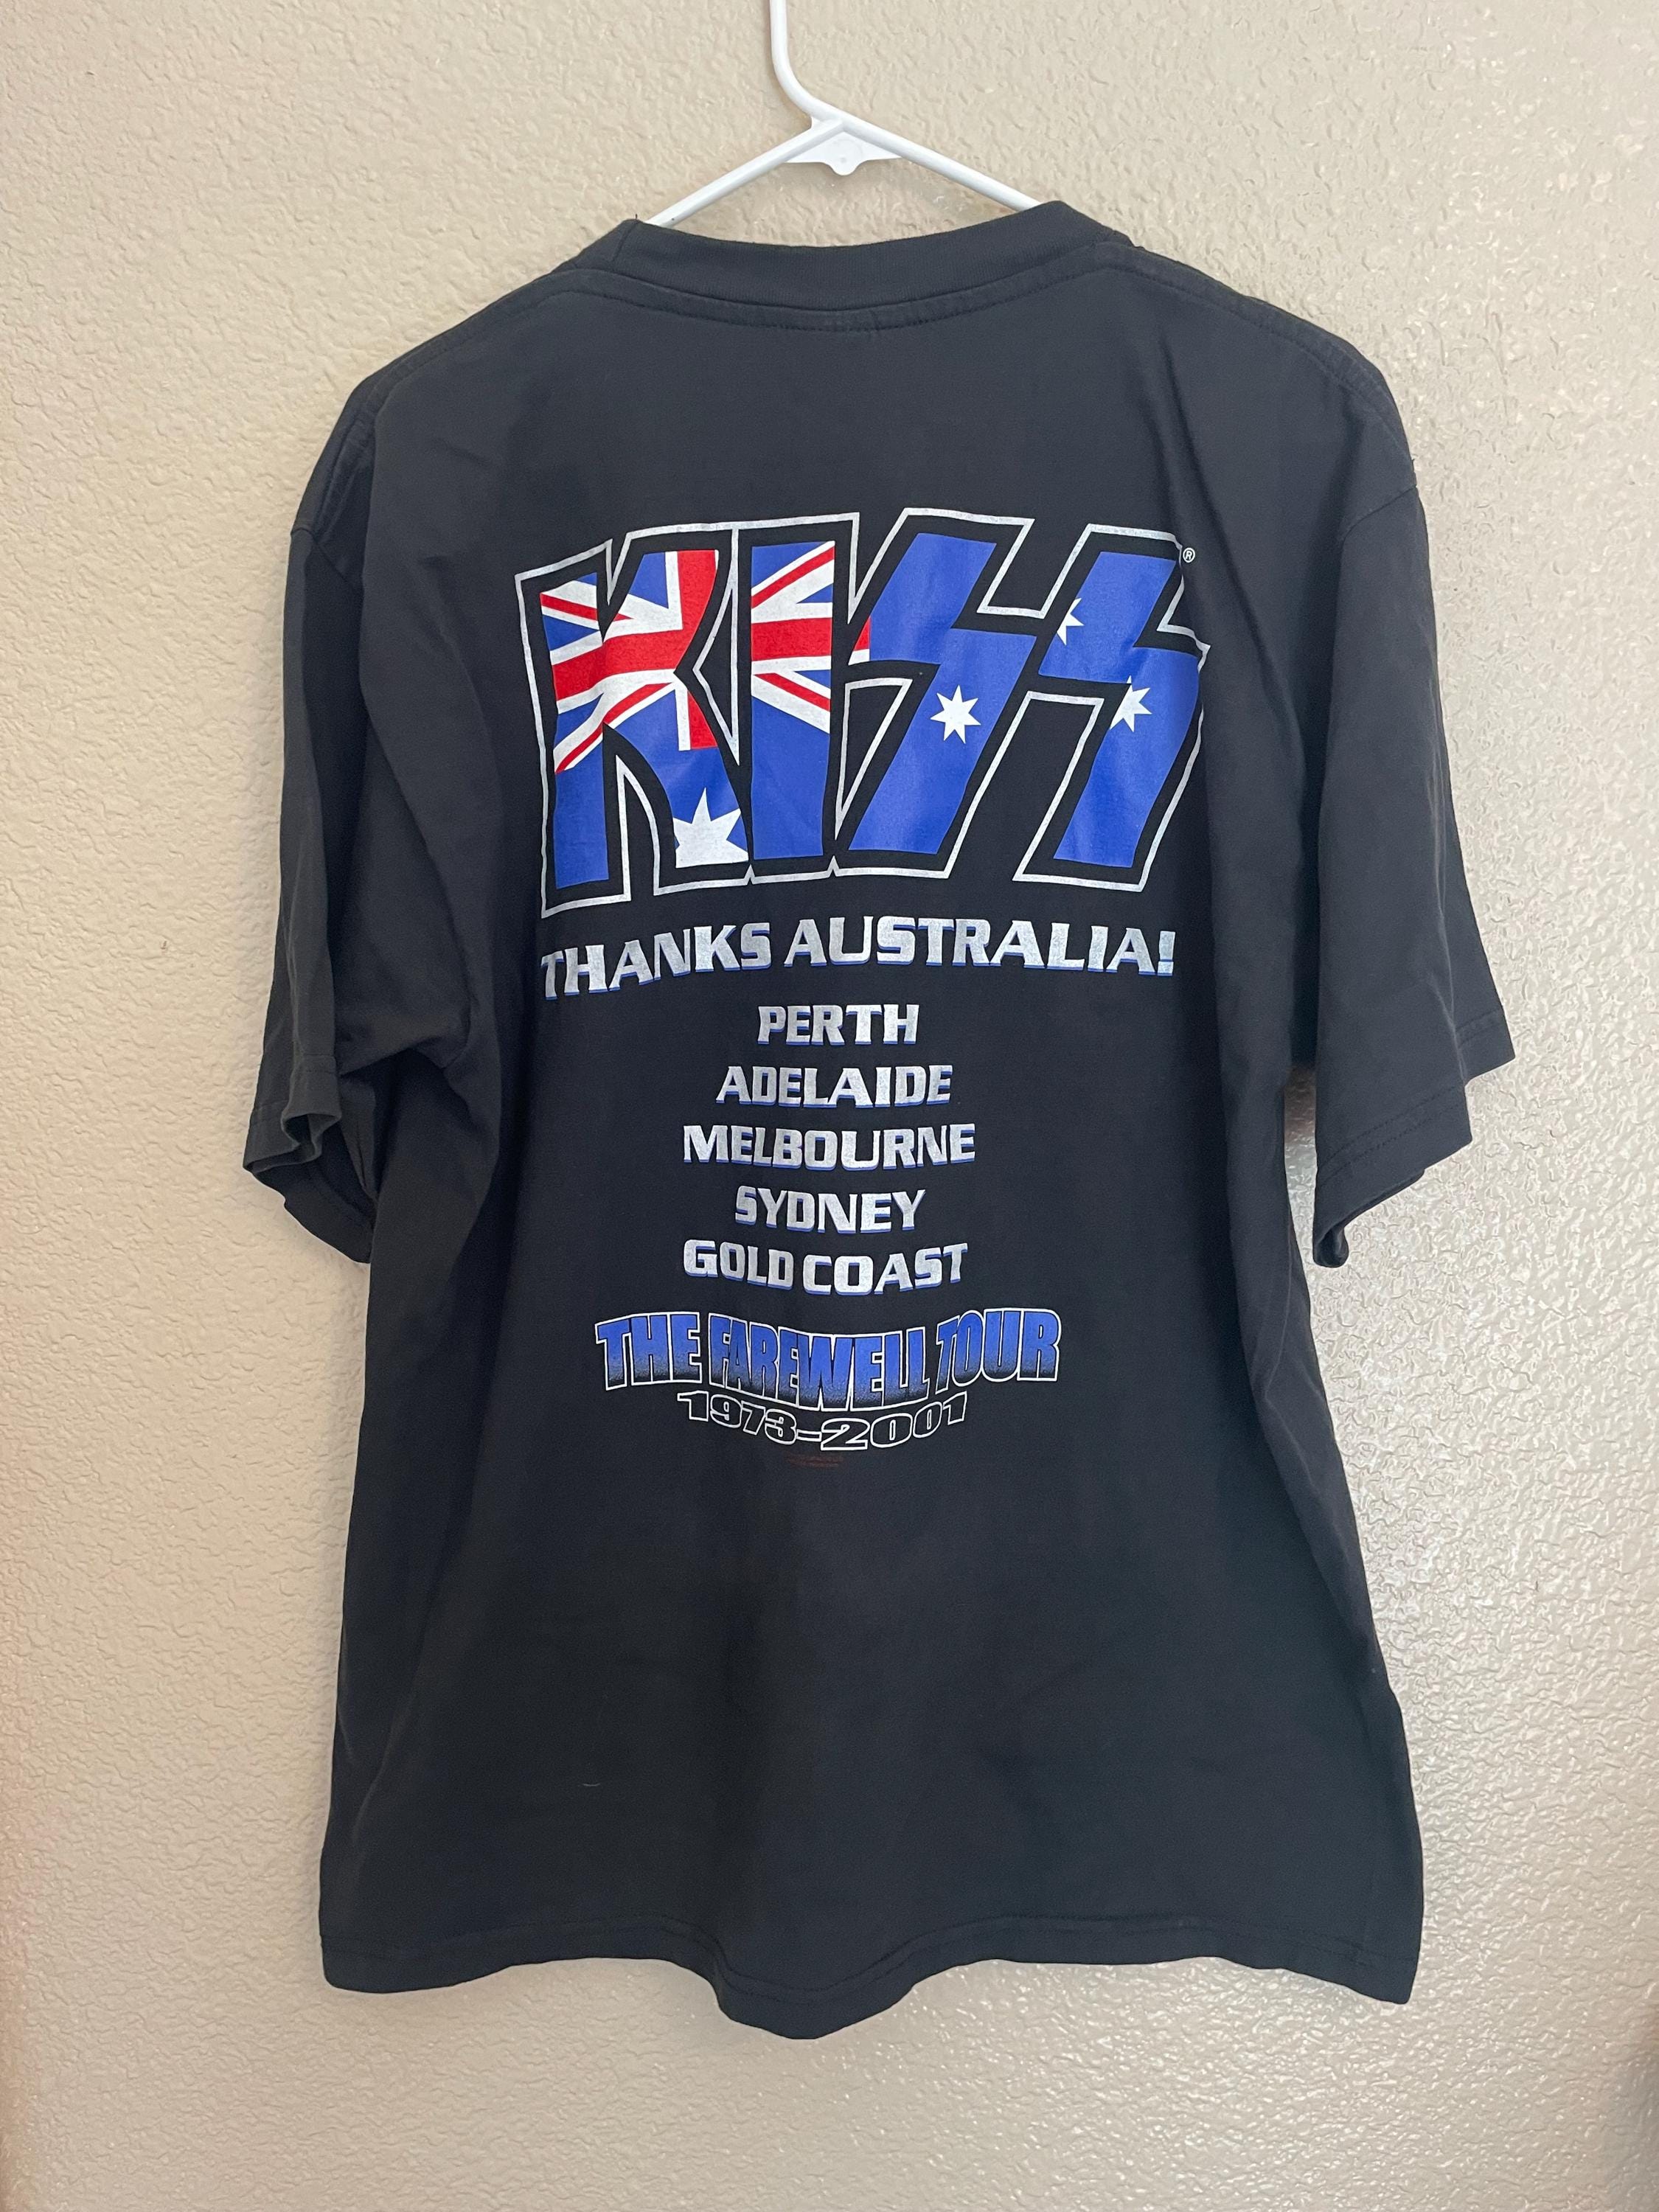 KISS®
THANKS AUSTRALIA!
PERTH
ADELAIDE
MELBOURNE
SYDNEY
GOLD COAST
THE FAREWELL TOUR
1973-2001